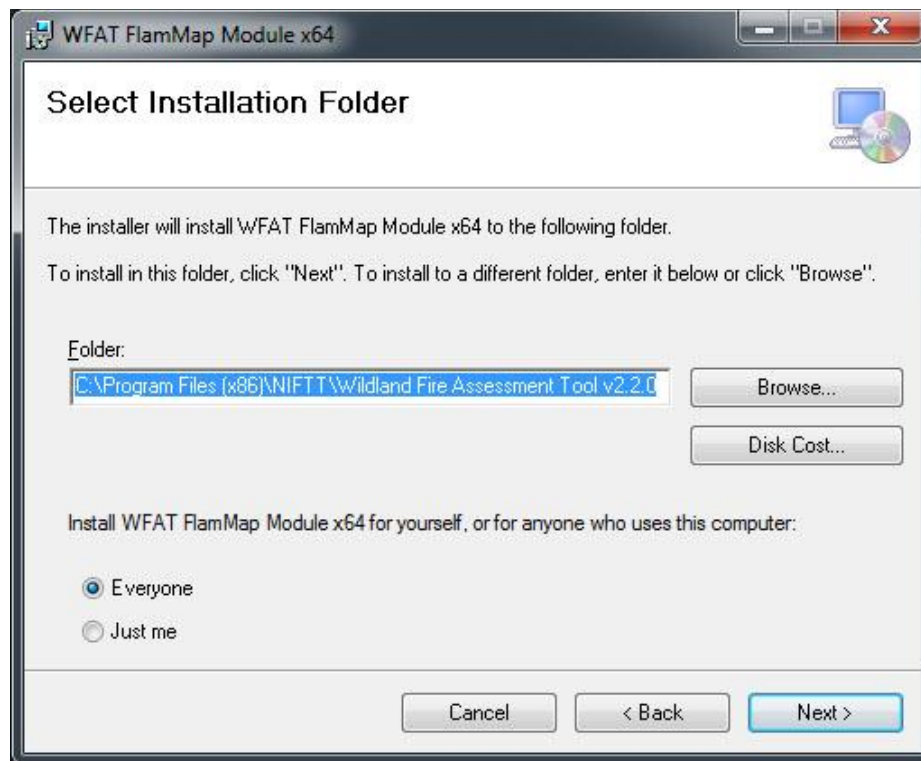 WFAT FlamMap Module x64
Select Installation Folder
The installer will install WFAT FlamMap Module x64 to the following folder.
To install in this folder, click "Next". To install to a different folder, enter it below or click "Browse".
Folder:
C:\Program Files (x86)\NIFTT\Wildland Fire Assessment Tool v2.2.0
Browse...
Disk Cost...
Install WFAT FlamMap Module x64 for yourself, or for anyone who uses this computer:
Everyone
Just me
Cancel
< Back
Next >